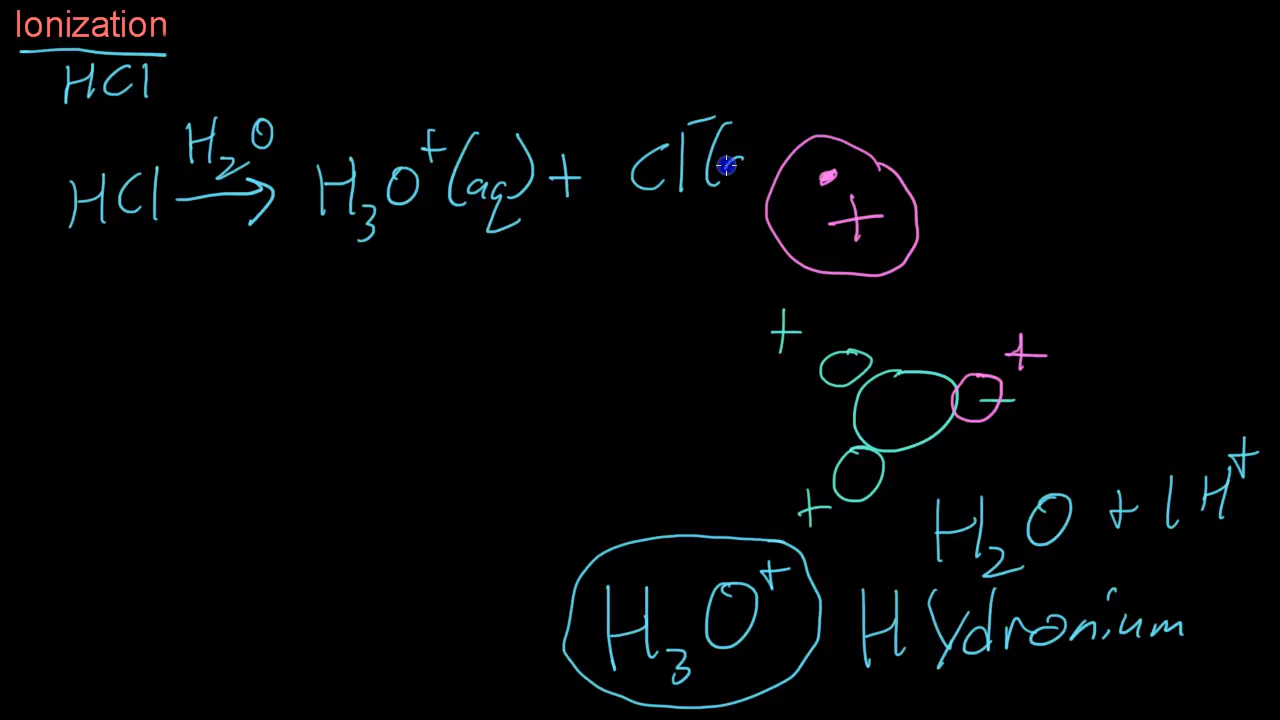 Ionization
HCl
HCl →(H₂O) H₃O⁺(aq) + Cl⁻(
+
+
+
−
+
H₂O + 1H⁺
H₃O⁺ Hydronium